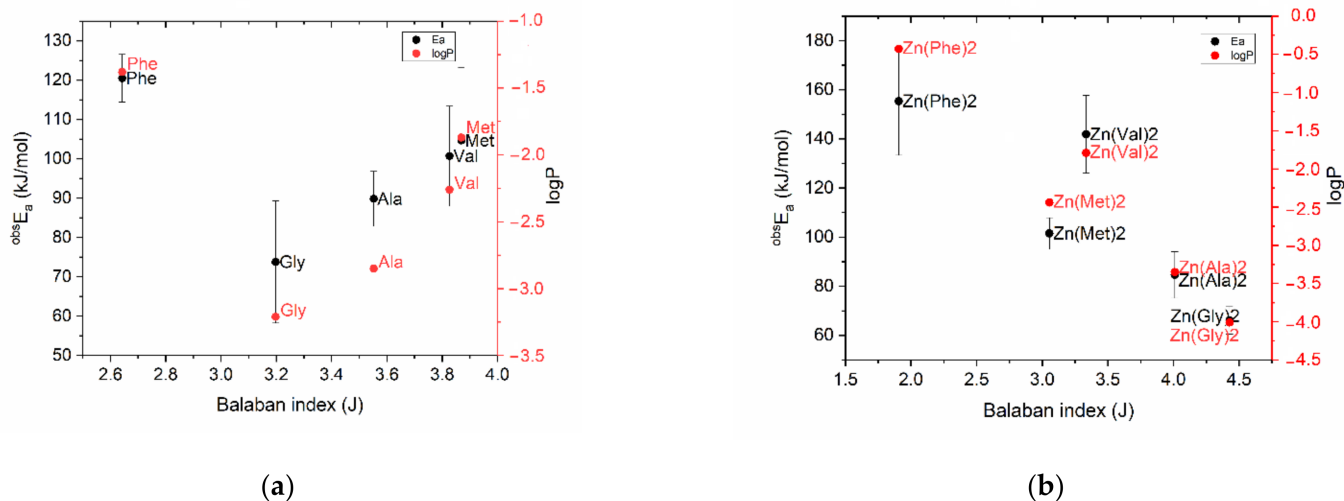 130
120
110
100
90
80
70
60
50
obsEa (kJ/mol)
2.6 2.8 3.0 3.2 3.4 3.6 3.8 4.0
Balaban index (J)
−1.0
−1.5
−2.0
−2.5
−3.0
−3.5
logP
Ea
logP
Phe
Phe
Gly
Gly
Ala
Ala
Met
Met
Val
Val
(a)
180
160
140
120
100
80
60
obsEa (kJ/mol)
1.5 2.0 2.5 3.0 3.5 4.0 4.5
Balaban index (J)
0.0
−0.5
−1.0
−1.5
−2.0
−2.5
−3.0
−3.5
−4.0
−4.5
logP
Ea
logP
Zn(Phe)2
Zn(Phe)2
Zn(Val)2
Zn(Val)2
Zn(Met)2
Zn(Met)2
Zn(Ala)2
Zn(Ala)2
Zn(Gly)2
Zn(Gly)2
(b)